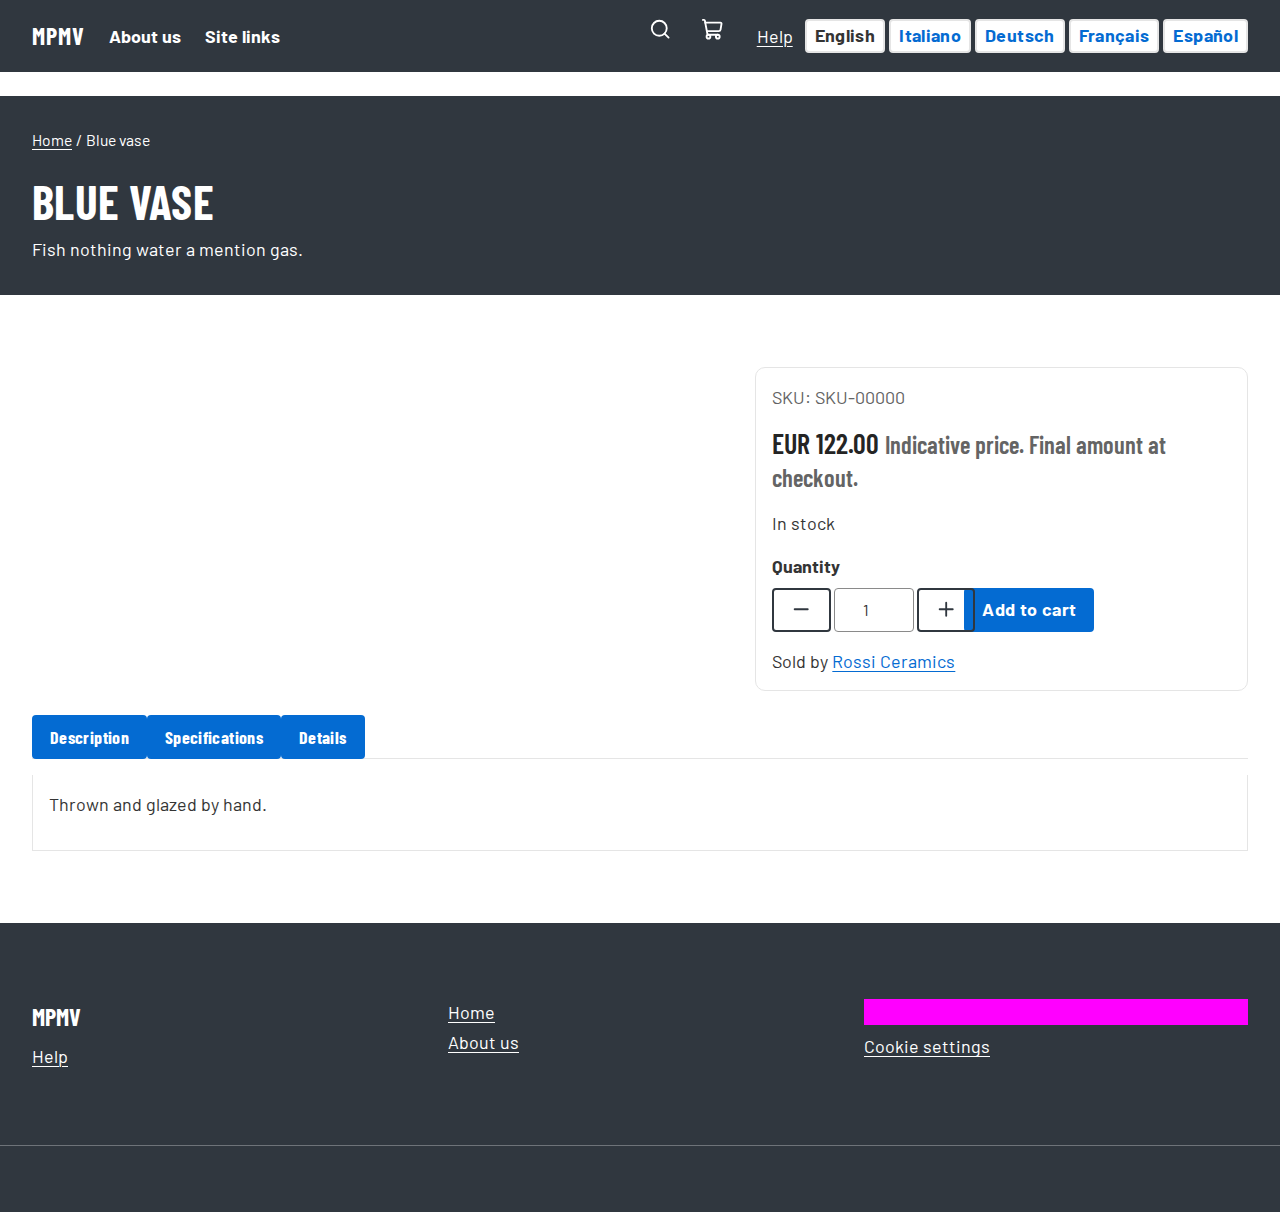 MPMV About us Site links Help English Italiano Deutsch Français Español
Home / Blue vase
BLUE VASE
Fish nothing water a mention gas.
SKU: SKU-00000
EUR 122.00 Indicative price. Final amount at
checkout.
In stock
Quantity
1 Add to cart
Sold by Rossi Ceramics
Description Specifications Details
Thrown and glazed by hand.
MPMV
Help
Home
About us
Cookie settings